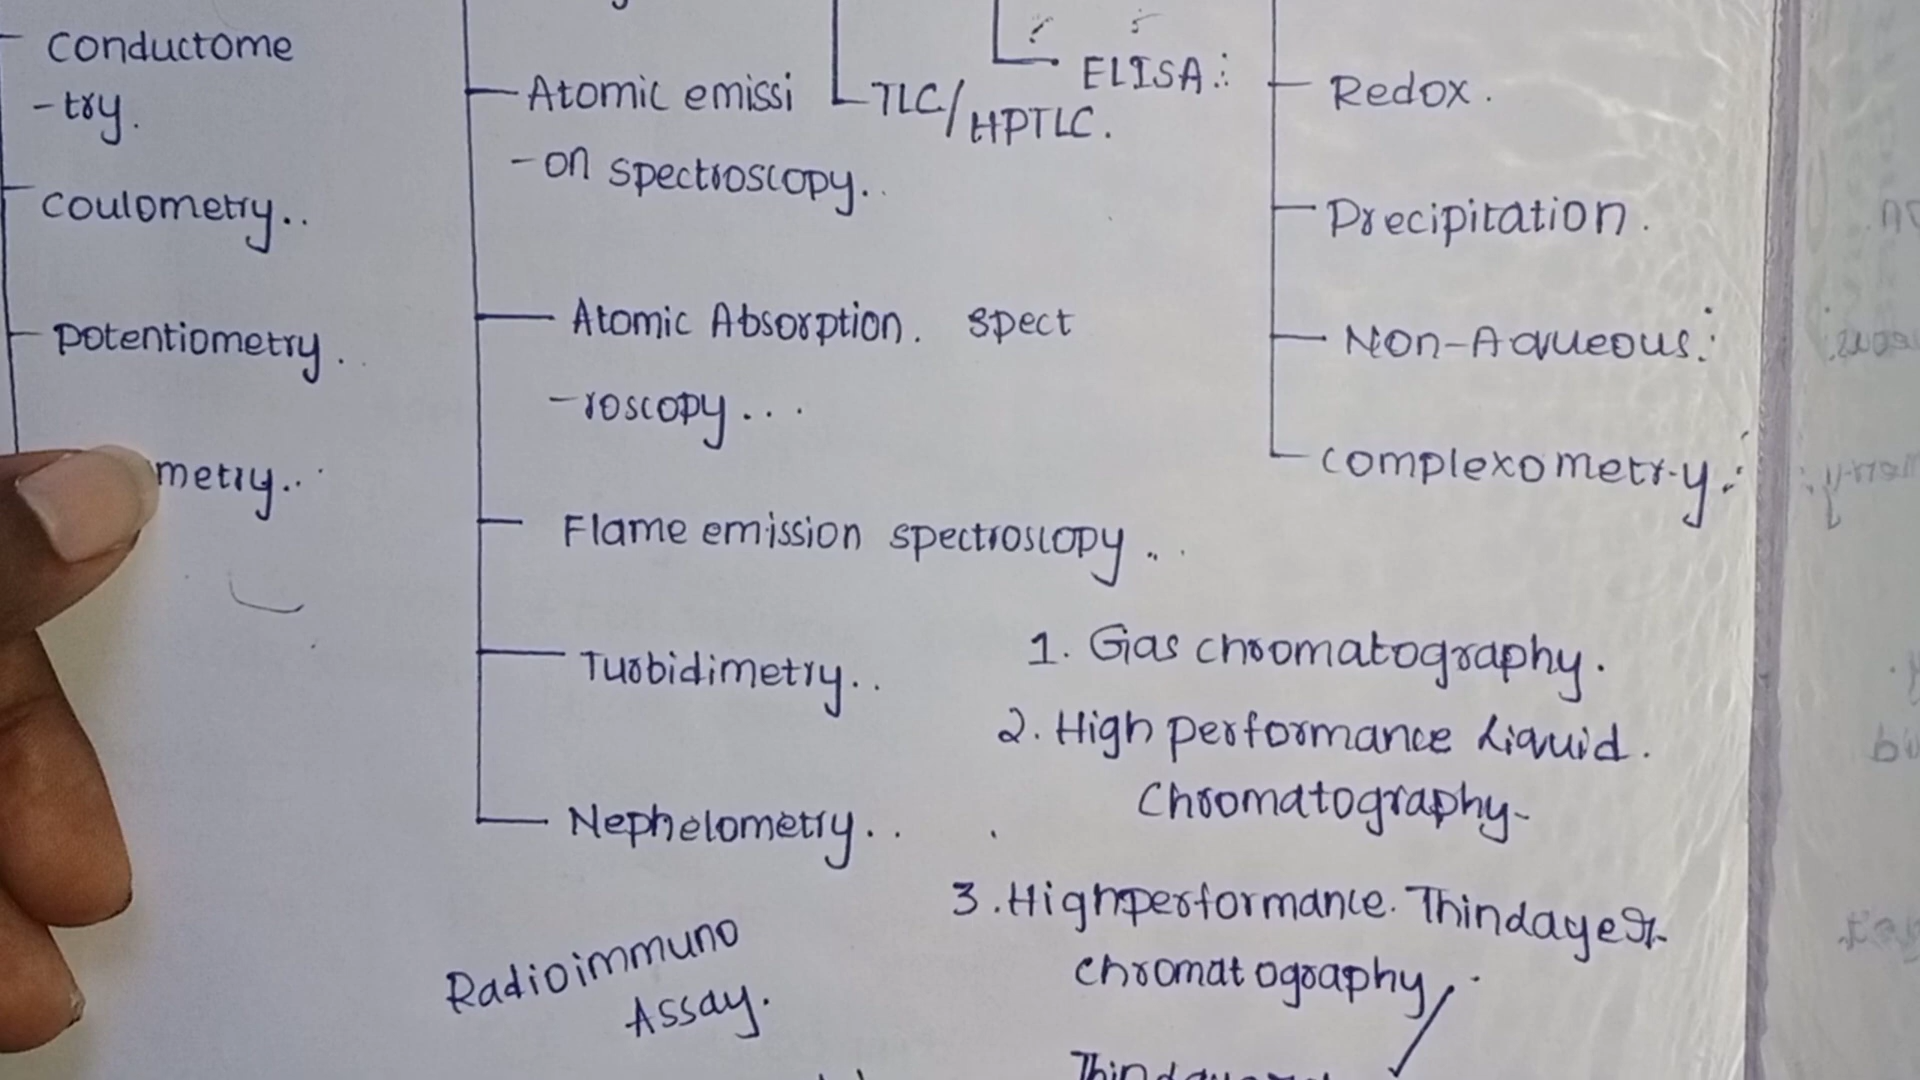 Conductome
-try.
Coulometry..
Potentiometry.
metry..
Atomic emissi
-on spectroscopy..
Atomic Absorption. spect
-roscopy...
Flame emission spectroscopy..
Turbidimetry..
Nephelometry..
TLC/HPTLC.
ELISA:
Redox.
Precipitation.
Non-Aqueous:
Complexometry:
1. Gas chromatography.
2. High performance Liquid.
Chromatography-
3. High performance. Thin Layer
chromatography.
Radioimmuno
Assay.